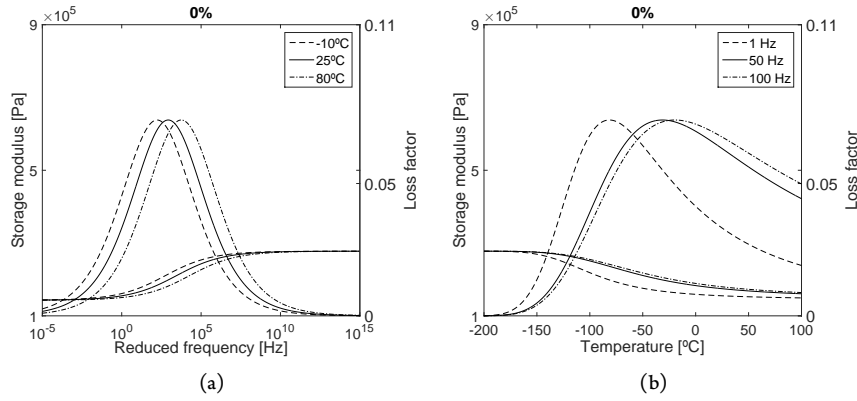 0%
9 ×10⁵
0.11
-10ºC
25ºC
80ºC
Storage modulus [Pa]
5
0.05
Loss factor
1
0
10⁻⁵ 10⁰ 10⁵ 10¹⁰ 10¹⁵
Reduced frequency [Hz]
(a)
0%
9 ×10⁵
0.11
1 Hz
50 Hz
100 Hz
Storage modulus [Pa]
5
0.05
Loss factor
1
0
-200 -150 -100 -50 0 50 100
Temperature [ºC]
(b)